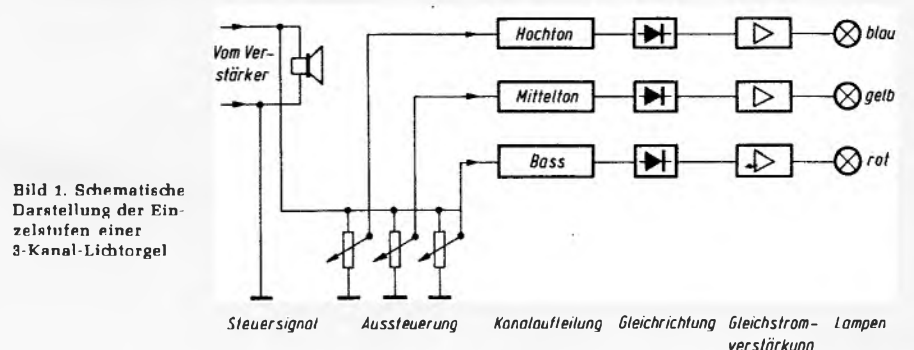 Vom Ver-
stärker
Hochton
blau
Mittelton
gelb
Bass
rot
Bild 1. Schematische
Darstellung der Ein-
zelstufen einer
3-Kanal-Lichtorgel
Steuersignal
Aussteuerung
Kanalaufteilung
Gleichrichtung
Gleichstrom-
verstärkung
Lampen